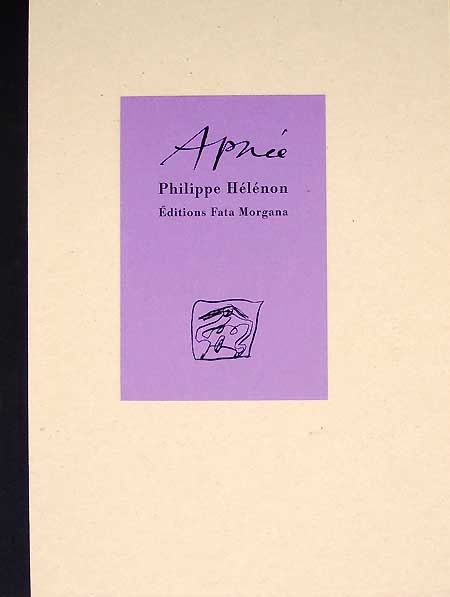 Apnée
Philippe Hélénon
Éditions Fata Morgana